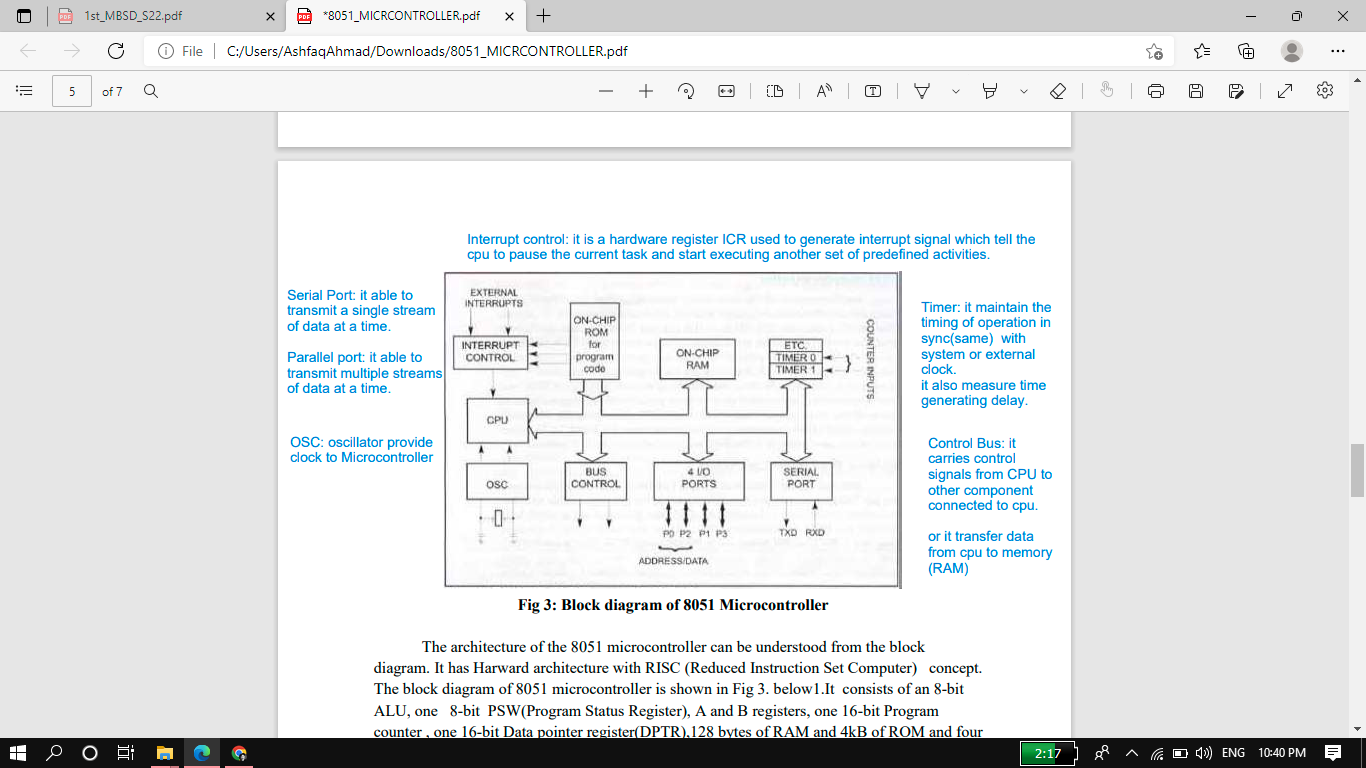 1st_MBSD_S22.pdf
*8051_MICRCONTROLLER.pdf
File
C:/Users/AshfaqAhmad/Downloads/8051_MICRCONTROLLER.pdf
5 of 7
Interrupt control: it is a hardware register ICR used to generate interrupt signal which tell the
cpu to pause the current task and start executing another set of predefined activities.
Serial Port: it able to
transmit a single stream
of data at a time.
Parallel port: it able to
transmit multiple streams
of data at a time.
OSC: oscillator provide
clock to Microcontroller
EXTERNAL
INTERRUPTS
INTERRUPT
CONTROL
ON-CHIP
ROM
for
program
code
ON-CHIP
RAM
ETC.
TIMER 0
TIMER 1
COUNTER INPUTS
CPU
OSC
BUS
CONTROL
4 I/O
PORTS
SERIAL
PORT
P0 P2 P1 P3
TXD RXD
ADDRESS/DATA
Timer: it maintain the
timing of operation in
sync(same) with
system or external
clock.
it also measure time
generating delay.
Control Bus: it
carries control
signals from CPU to
other component
connected to cpu.
or it transfer data
from cpu to memory
(RAM)
Fig 3: Block diagram of 8051 Microcontroller
The architecture of the 8051 microcontroller can be understood from the block
diagram. It has Harward architecture with RISC (Reduced Instruction Set Computer) concept.
The block diagram of 8051 microcontroller is shown in Fig 3. below1.It consists of an 8-bit
ALU, one 8-bit PSW(Program Status Register), A and B registers, one 16-bit Program
counter , one 16-bit Data pointer register(DPTR),128 bytes of RAM and 4kB of ROM and four
2:17
ENG
10:40 PM